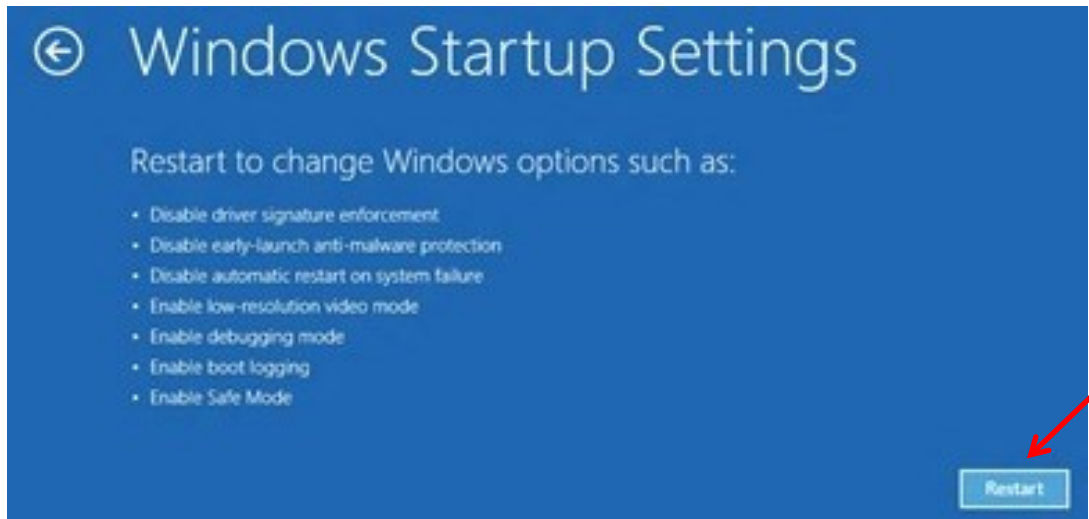 Windows Startup Settings
Restart to change Windows options such as:
• Disable driver signature enforcement
• Disable early-launch anti-malware protection
• Disable automatic restart on system failure
• Enable low-resolution video mode
• Enable debugging mode
• Enable boot logging
• Enable Safe Mode
Restart